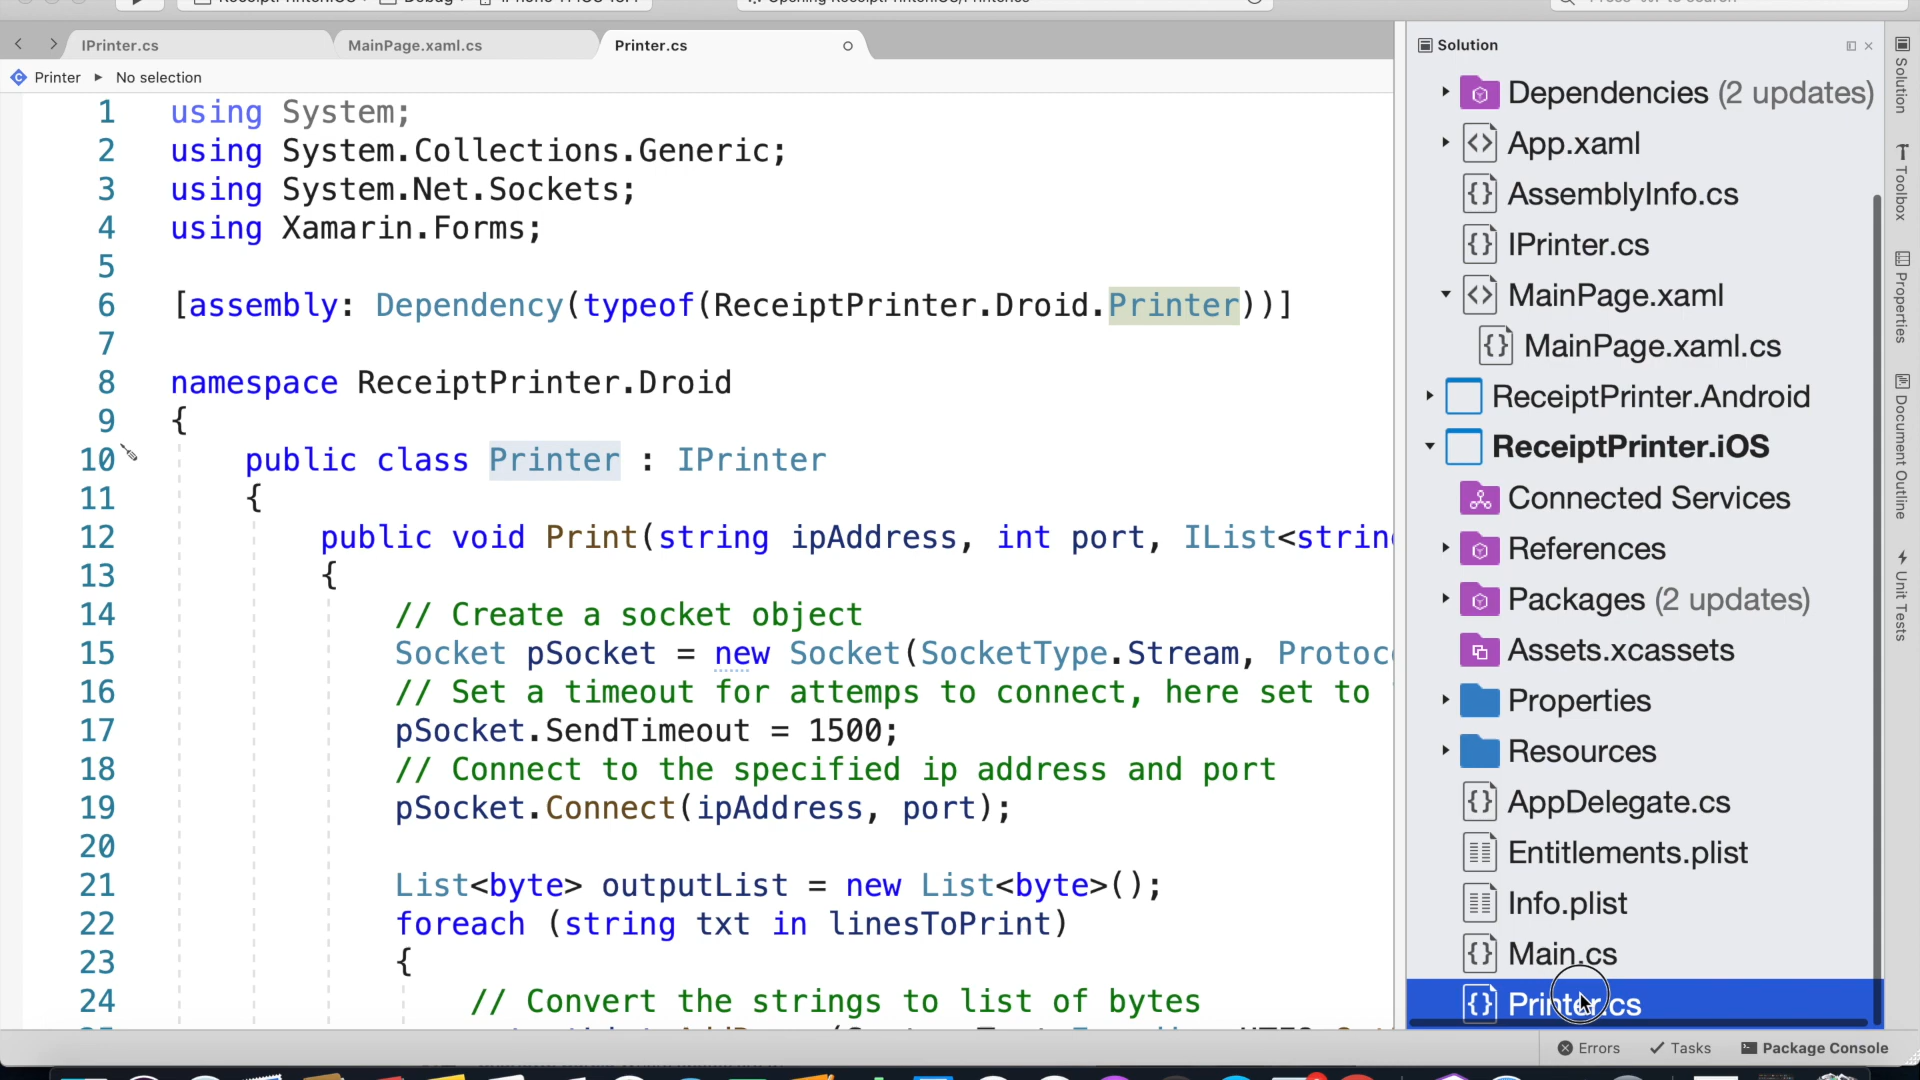 IPrinter.cs
MainPage.xaml.cs
Printer.cs
Printer
No selection
1 using System;
2 using System.Collections.Generic;
3 using System.Net.Sockets;
4 using Xamarin.Forms;
5
6 [assembly: Dependency(typeof(ReceiptPrinter.Droid.Printer))]
7
8 namespace ReceiptPrinter.Droid
9 {
10 public class Printer : IPrinter
11 {
12 public void Print(string ipAddress, int port, IList<string
13 {
14 // Create a socket object
15 Socket pSocket = new Socket(SocketType.Stream, Protoc
16 // Set a timeout for attemps to connect, here set to
17 pSocket.SendTimeout = 1500;
18 // Connect to the specified ip address and port
19 pSocket.Connect(ipAddress, port);
20
21 List<byte> outputList = new List<byte>();
22 foreach (string txt in linesToPrint)
23 {
24 // Convert the strings to list of bytes
Solution
Dependencies (2 updates)
App.xaml
AssemblyInfo.cs
IPrinter.cs
MainPage.xaml
MainPage.xaml.cs
ReceiptPrinter.Android
ReceiptPrinter.iOS
Connected Services
References
Packages (2 updates)
Assets.xcassets
Properties
Resources
AppDelegate.cs
Entitlements.plist
Info.plist
Main.cs
Printer.cs
Solution
Toolbox
Properties
Document Outline
Unit Tests
Errors
Tasks
Package Console